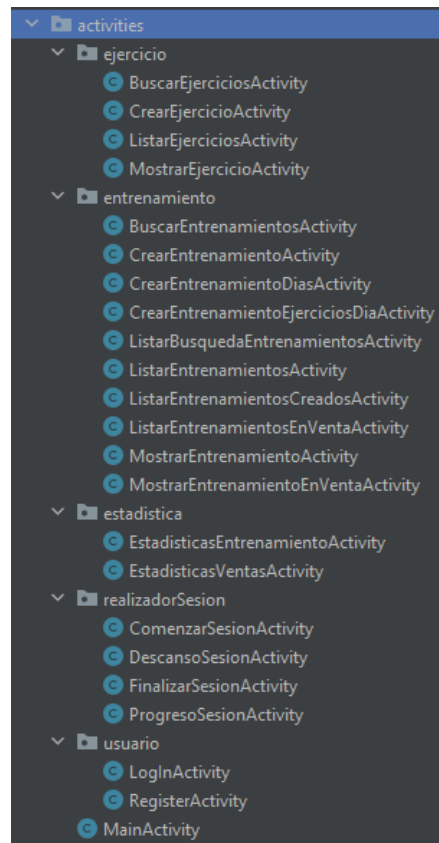 activities
ejercicio
BuscarEjerciciosActivity
CrearEjercicioActivity
ListarEjerciciosActivity
MostrarEjercicioActivity
entrenamiento
BuscarEntrenamientosActivity
CrearEntrenamientoActivity
CrearEntrenamientoDiasActivity
CrearEntrenamientoEjerciciosDiaActivity
ListarBusquedaEntrenamientosActivity
ListarEntrenamientosActivity
ListarEntrenamientosCreadosActivity
ListarEntrenamientosEnVentaActivity
MostrarEntrenamientoActivity
MostrarEntrenamientoEnVentaActivity
estadistica
EstadisticasEntrenamientoActivity
EstadisticasVentasActivity
realizadorSesion
ComenzarSesionActivity
DescansoSesionActivity
FinalizarSesionActivity
ProgresoSesionActivity
usuario
LogInActivity
RegisterActivity
MainActivity